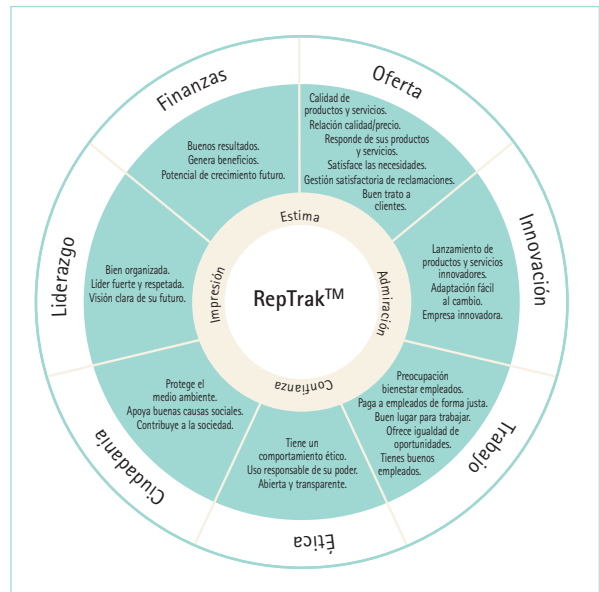 Finanzas
Oferta
Innovación
Trabajo
Ética
Ciudadanía
Liderazgo
Buenos resultados.
Genera beneficios.
Potencial de crecimiento futuro.
Calidad de
productos y servicios.
Relación calidad/precio.
Responde de sus productos
y servicios.
Satisface las necesidades.
Gestión satisfactoria de reclamaciones.
Buen trato a
clientes.
Lanzamiento de
productos y servicios
innovadores.
Adaptación fácil
al cambio.
Empresa innovadora.
Preocupación
bienestar empleados.
Paga a empleados de forma justa.
Buen lugar para trabajar.
Ofrece igualdad de
oportunidades.
Tienes buenos
empleados.
Tiene un
comportamiento ético.
Uso responsable de su poder.
Abierta y transparente.
Protege el
medio ambiente.
Apoya buenas causas sociales.
Contribuye a la sociedad.
Bien organizada.
Líder fuerte y respetada.
Visión clara de su futuro.
Estima
Admiración
Confianza
Impresión
RepTrak™